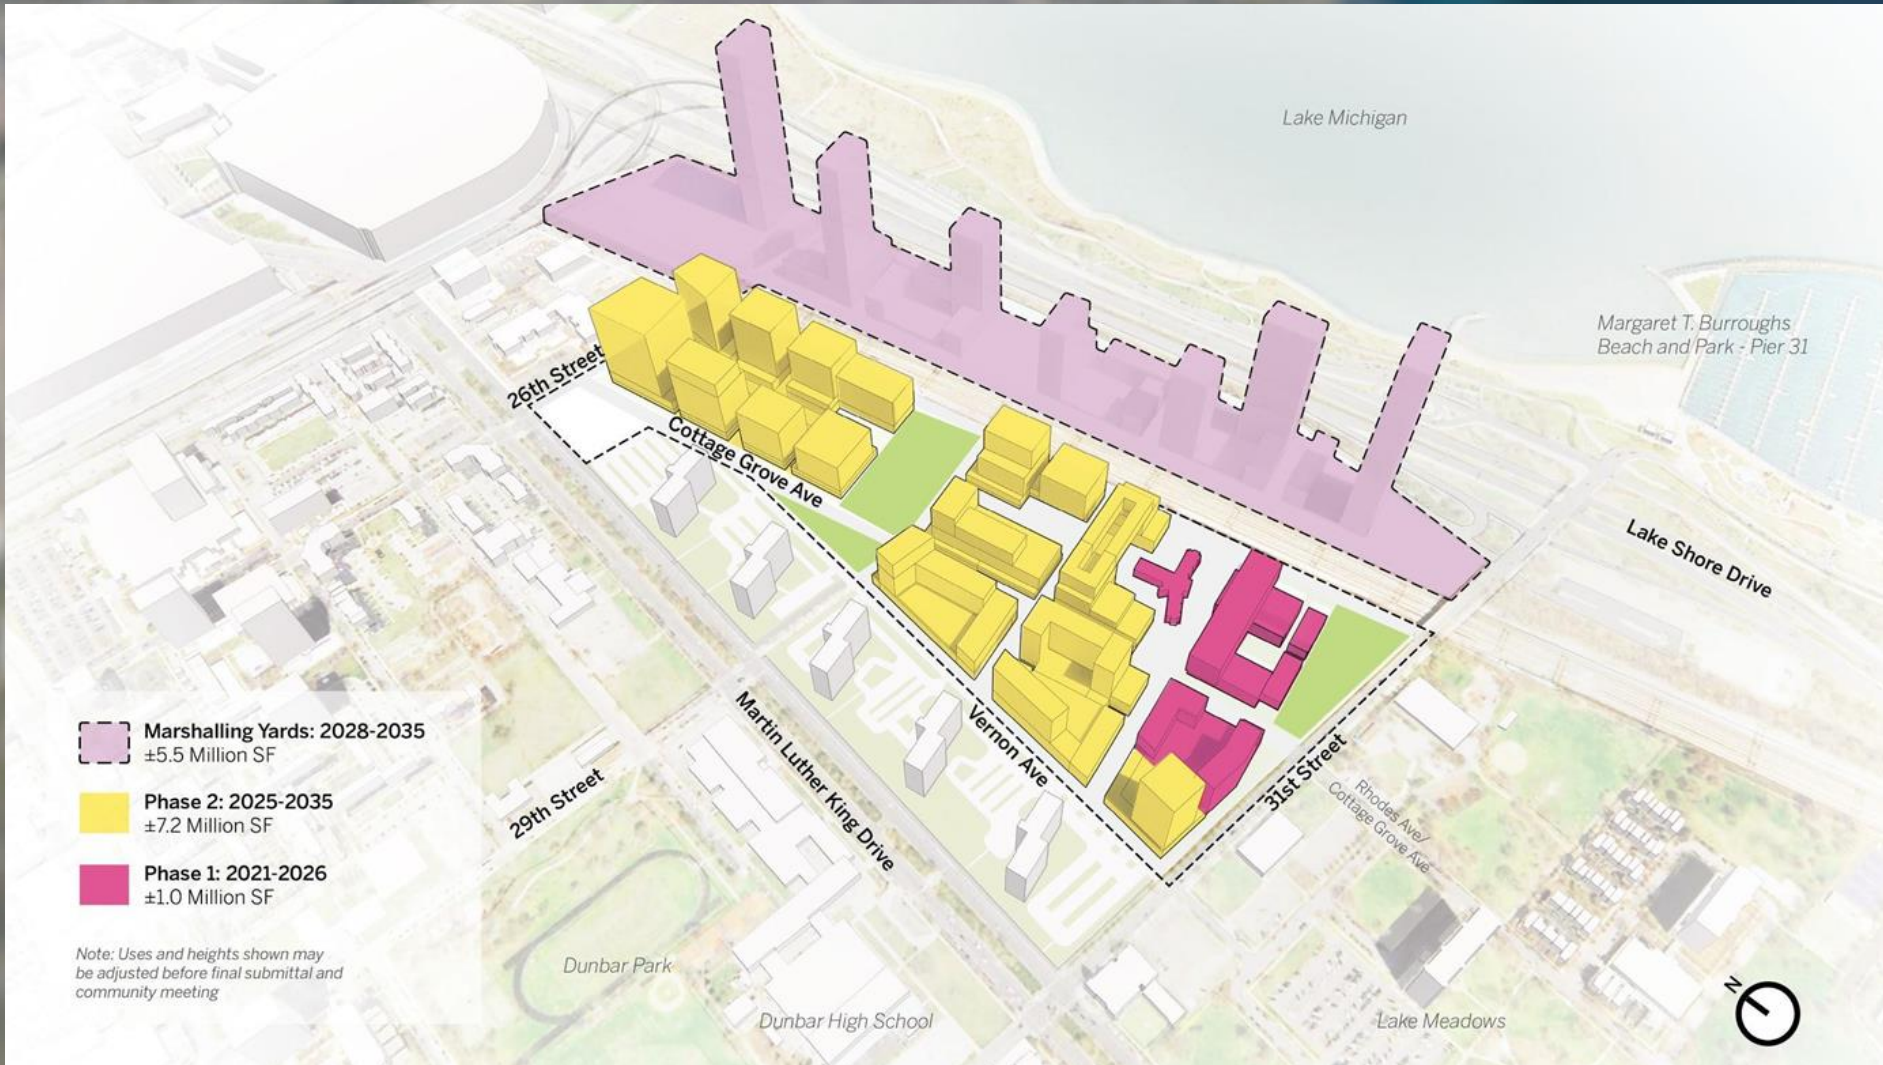 Lake Michigan
Margaret T. Burroughs
Beach and Park - Pier 31
26th Street
Cottage Grove Ave
Lake Shore Drive
Vernon Ave
Martin Luther King Drive
31st Street
29th Street
Rhodes Ave/
Cottage Grove Ave
Marshalling Yards: 2028-2035
±5.5 Million SF
Phase 2: 2025-2035
±7.2 Million SF
Phase 1: 2021-2026
±1.0 Million SF
Note: Uses and heights shown may
be adjusted before final submittal and
community meeting
Dunbar Park
Dunbar High School
Lake Meadows
N